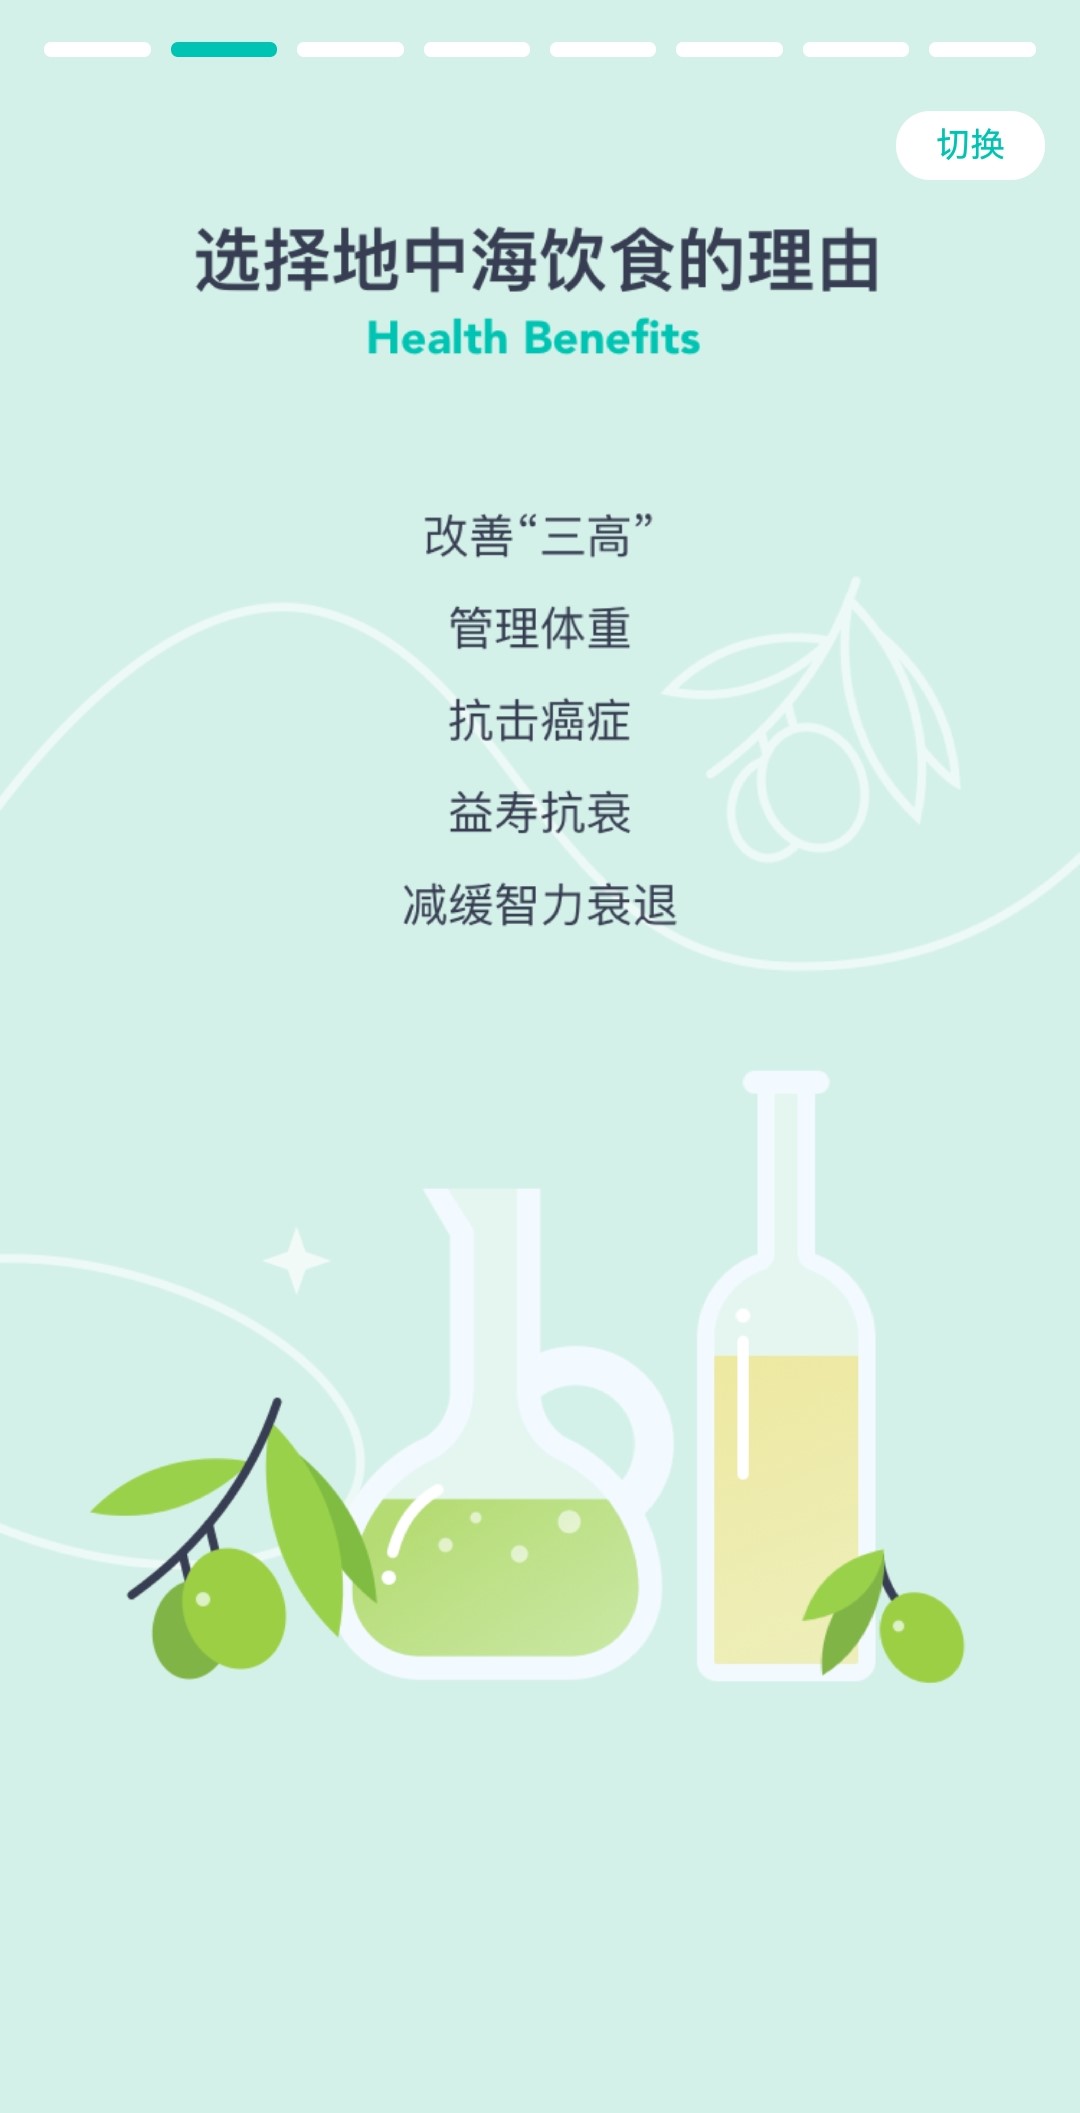 切换
选择地中海饮食的理由
Health Benefits
改善“三高”
管理体重
抗击癌症
益寿抗衰
减缓智力衰退